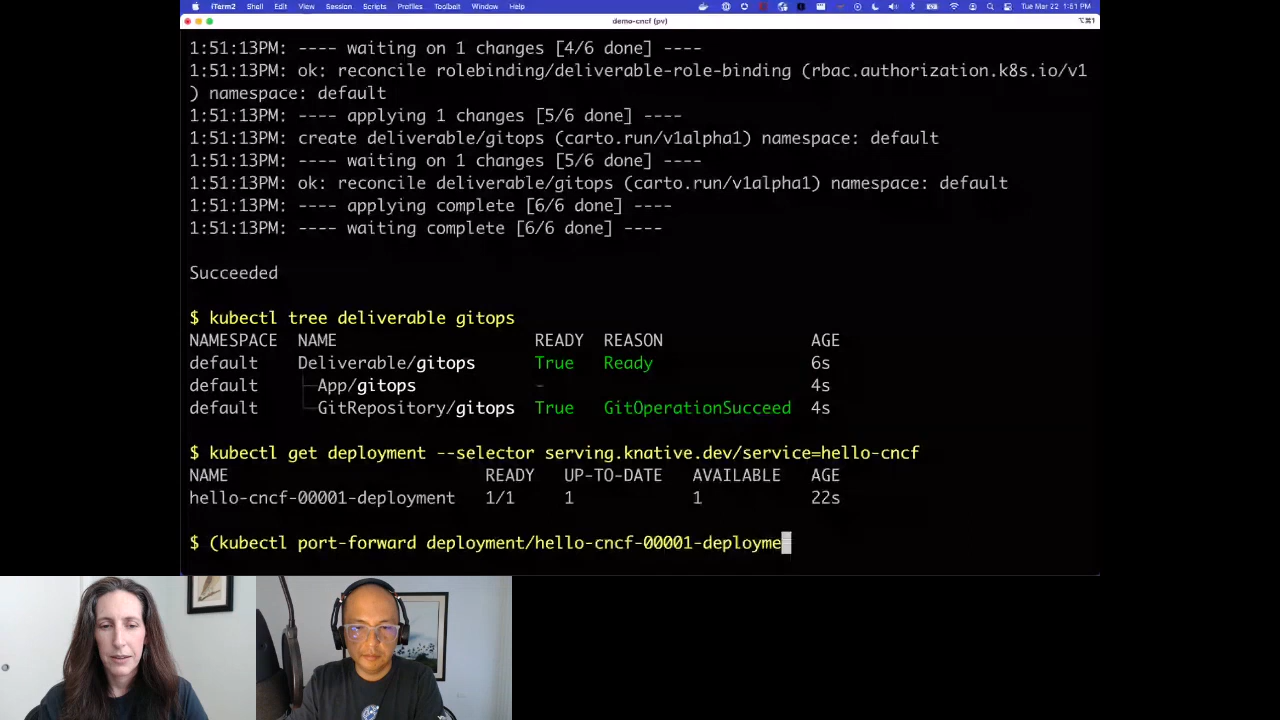 iTerm2 Shell Edit View Session Scripts Profiles Toolbelt Window Help Tue Mar 22 1:51 PM
demo-cncf (pv) ⌥⌘1
1:51:13PM: ---- waiting on 1 changes [4/6 done] ----
1:51:13PM: ok: reconcile rolebinding/deliverable-role-binding (rbac.authorization.k8s.io/v1
) namespace: default
1:51:13PM: ---- applying 1 changes [5/6 done] ----
1:51:13PM: create deliverable/gitops (carto.run/v1alpha1) namespace: default
1:51:13PM: ---- waiting on 1 changes [5/6 done] ----
1:51:13PM: ok: reconcile deliverable/gitops (carto.run/v1alpha1) namespace: default
1:51:13PM: ---- applying complete [6/6 done] ----
1:51:13PM: ---- waiting complete [6/6 done] ----
Succeeded
$ kubectl tree deliverable gitops
NAMESPACE NAME READY REASON AGE
default Deliverable/gitops True Ready 6s
default ├─App/gitops - 4s
default └─GitRepository/gitops True GitOperationSucceed 4s
$ kubectl get deployment --selector serving.knative.dev/service=hello-cncf
NAME READY UP-TO-DATE AVAILABLE AGE
hello-cncf-00001-deployment 1/1 1 1 22s
$ (kubectl port-forward deployment/hello-cncf-00001-deployme